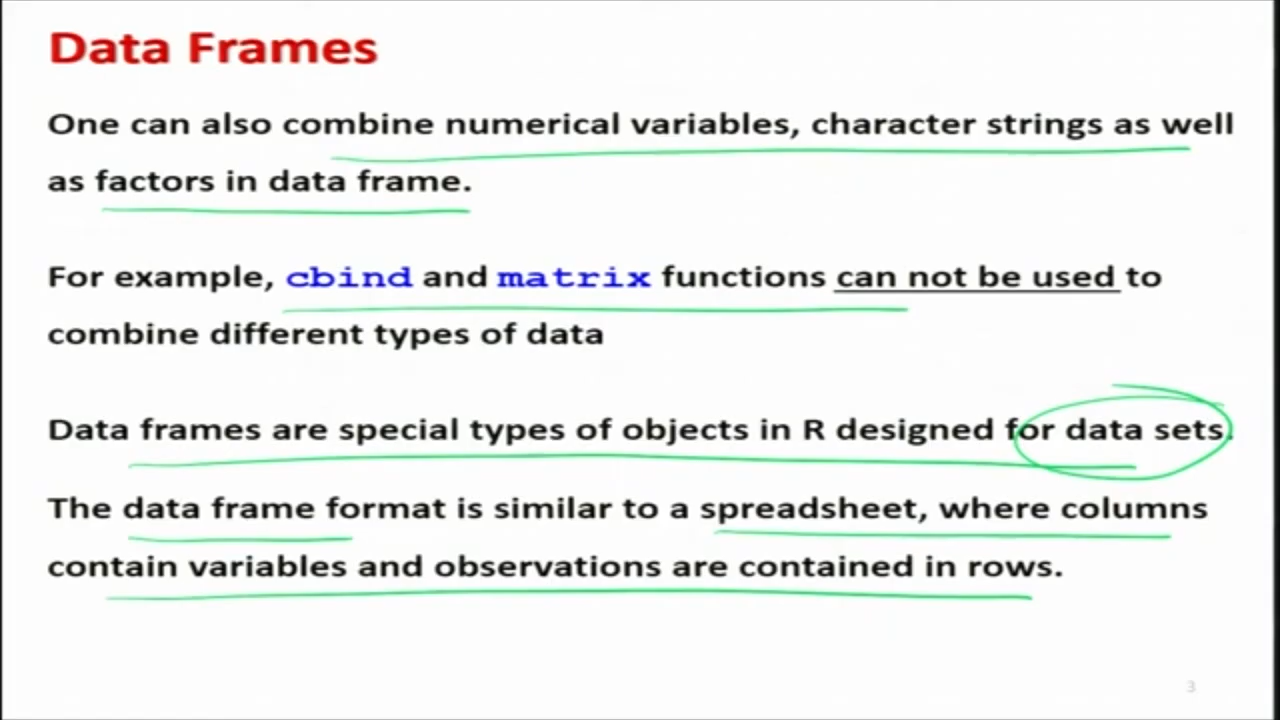 Data Frames
One can also combine numerical variables, character strings as well
as factors in data frame.
For example, cbind and matrix functions can not be used to
combine different types of data
Data frames are special types of objects in R designed for data sets.
The data frame format is similar to a spreadsheet, where columns
contain variables and observations are contained in rows.
3